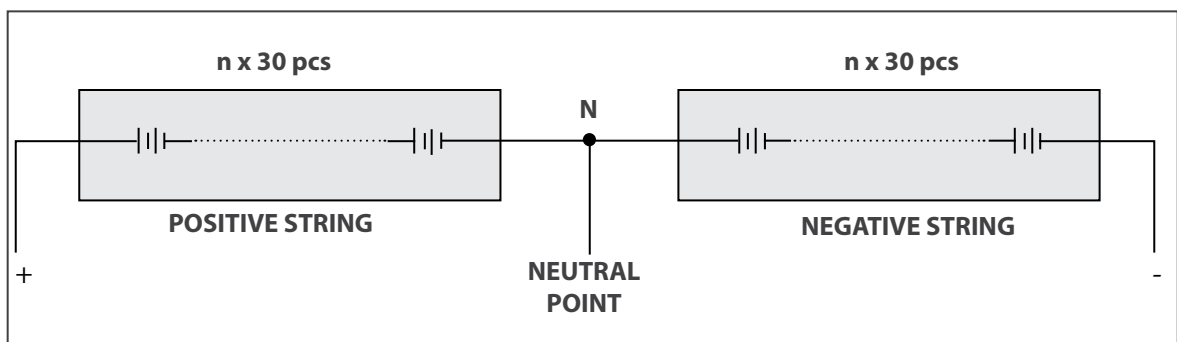 n x 30 pcs
n x 30 pcs
N
POSITIVE STRING
NEGATIVE STRING
+
NEUTRAL
POINT
-